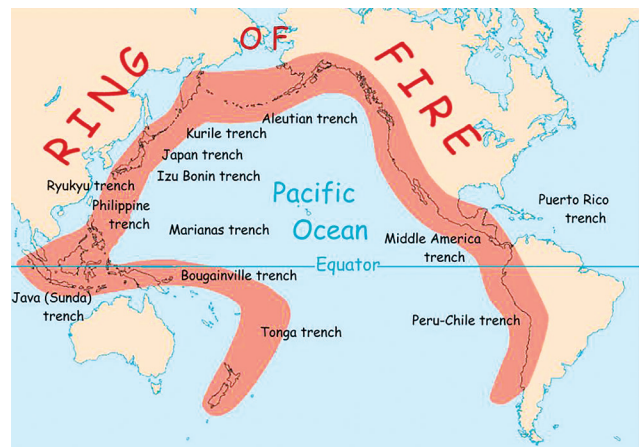 RING OF FIRE
Aleutian trench
Kurile trench
Japan trench
Izu Bonin trench
Ryukyu trench
Philippine
trench
Pacific
Ocean
Marianas trench
Puerto Rico
trench
Middle America
trench
Equator
Bougainville trench
Java (Sunda)
trench
Tonga trench
Peru-Chile trench